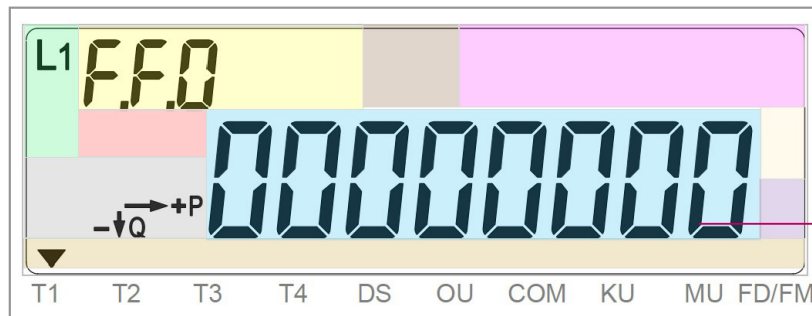 L1 F.F.0
00000000
+P
-Q
T1 T2 T3 T4 DS OU COM KU MU FD/FM